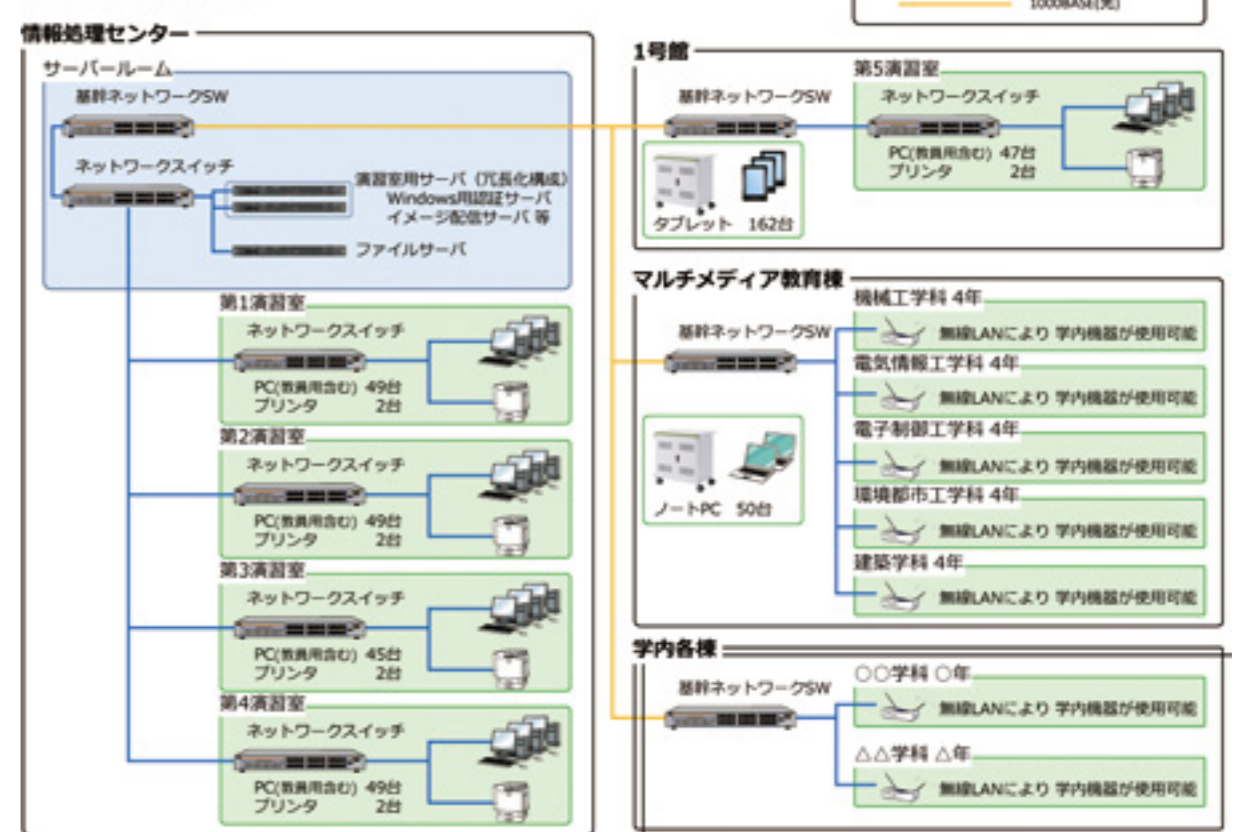 1000BASE(光)
情報処理センター
サーバールーム
基幹ネットワークSW
ネットワークスイッチ
演習室用サーバ（冗長化構成）
Windows用認証サーバ
イメージ配信サーバ 等
ファイルサーバ
第1演習室
ネットワークスイッチ
PC(教員用含む) 49台
プリンタ 2台
第2演習室
ネットワークスイッチ
PC(教員用含む) 49台
プリンタ 2台
第3演習室
ネットワークスイッチ
PC(教員用含む) 45台
プリンタ 2台
第4演習室
ネットワークスイッチ
PC(教員用含む) 49台
プリンタ 2台
1号館
基幹ネットワークSW
タブレット 162台
第5演習室
ネットワークスイッチ
PC(教員用含む) 47台
プリンタ 2台
マルチメディア教育棟
基幹ネットワークSW
ノートPC 50台
機械工学科 4年
無線LANにより 学内機器が使用可能
電気情報工学科 4年
無線LANにより 学内機器が使用可能
電子制御工学科 4年
無線LANにより 学内機器が使用可能
環境都市工学科 4年
無線LANにより 学内機器が使用可能
建築学科 4年
無線LANにより 学内機器が使用可能
学内各棟
基幹ネットワークSW
○○学科 ○年
無線LANにより 学内機器が使用可能
△△学科 △年
無線LANにより 学内機器が使用可能